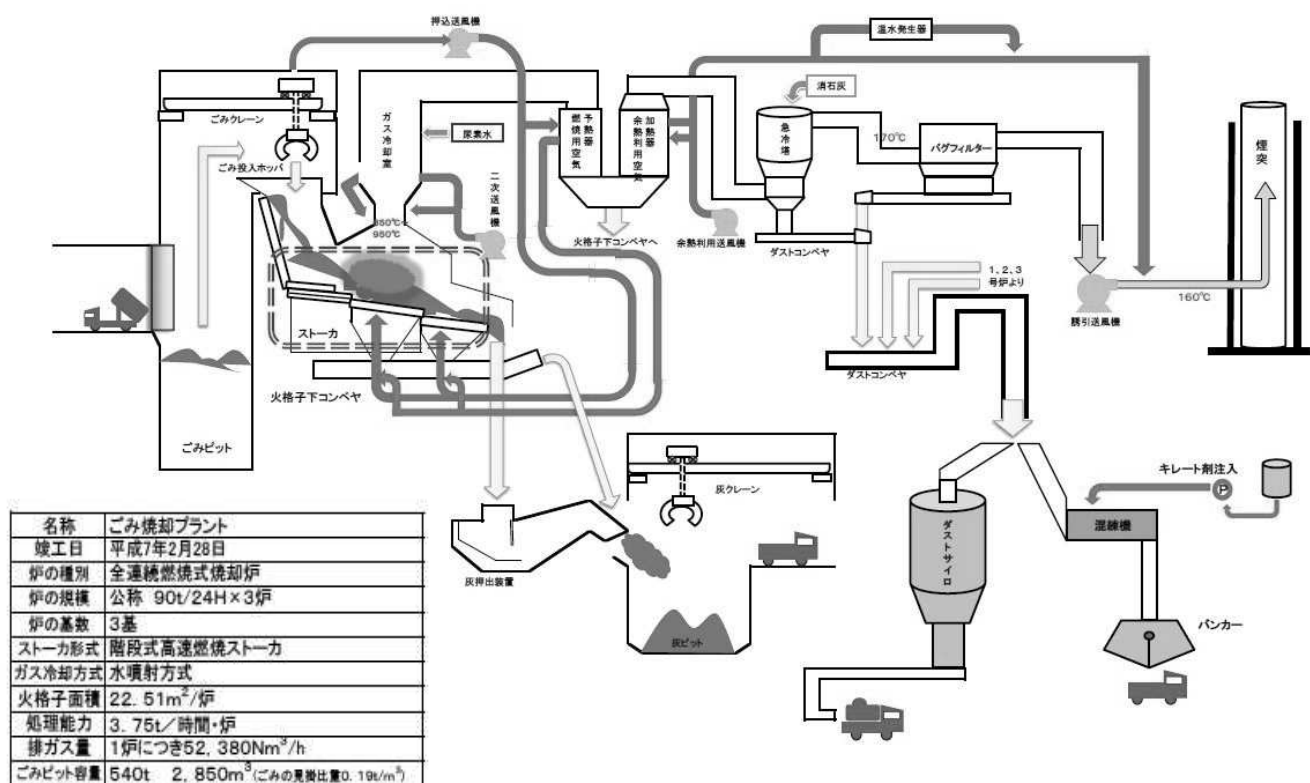 押込送風機
温水発生器
ごみクレーン
ガス冷却室
尿素水
燃焼用空気
予熱器
余熱利用空気
加熱器
消石灰
急冷塔
170℃
バグフィルター
煙突
ごみ投入ホッパ
二次送風機
950℃
火格子下コンベヤへ
余熱利用送風機
ダストコンベヤ
1、2、3
号炉より
160℃
誘引送風機
ストーカ
ダストコンベヤ
火格子下コンベヤ
ごみピット
灰クレーン
キレート剤注入
P
混練機
ダストサイロ
灰押出装置
灰ピット
バンカー
名称 ごみ焼却プラント
竣工日 平成7年2月28日
炉の種別 全連続燃焼式焼却炉
炉の規模 公称 90t/24H×3炉
炉の基数 3基
ストーカ形式 階段式高速燃焼ストーカ
ガス冷却方式 水噴射方式
火格子面積 22.51m²/炉
処理能力 3.75t/時間・炉
排ガス量 1炉につき52,380Nm³/h
ごみピット容量 540t 2,850m³(ごみの見掛比重0.19t/m³)